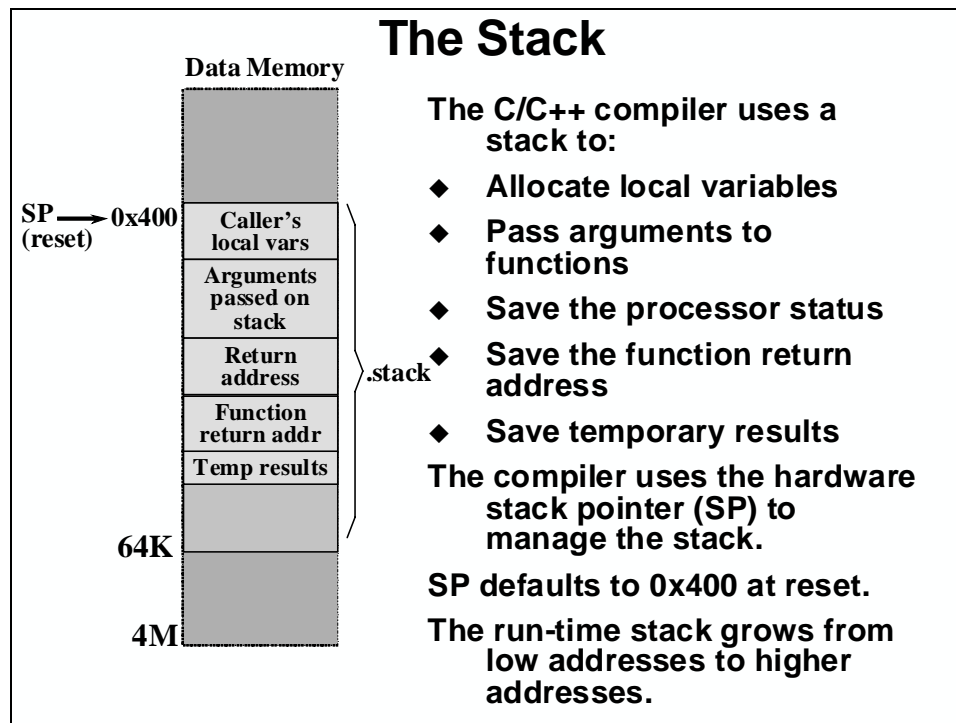 The Stack
Data Memory
SP
(reset)
0x400
Caller's
local vars
Arguments
passed on
stack
Return
address
Function
return addr
Temp results
.stack
64K
4M
The C/C++ compiler uses a
stack to:
◆ Allocate local variables
◆ Pass arguments to
functions
◆ Save the processor status
◆ Save the function return
address
◆ Save temporary results
The compiler uses the hardware
stack pointer (SP) to
manage the stack.
SP defaults to 0x400 at reset.
The run-time stack grows from
low addresses to higher
addresses.